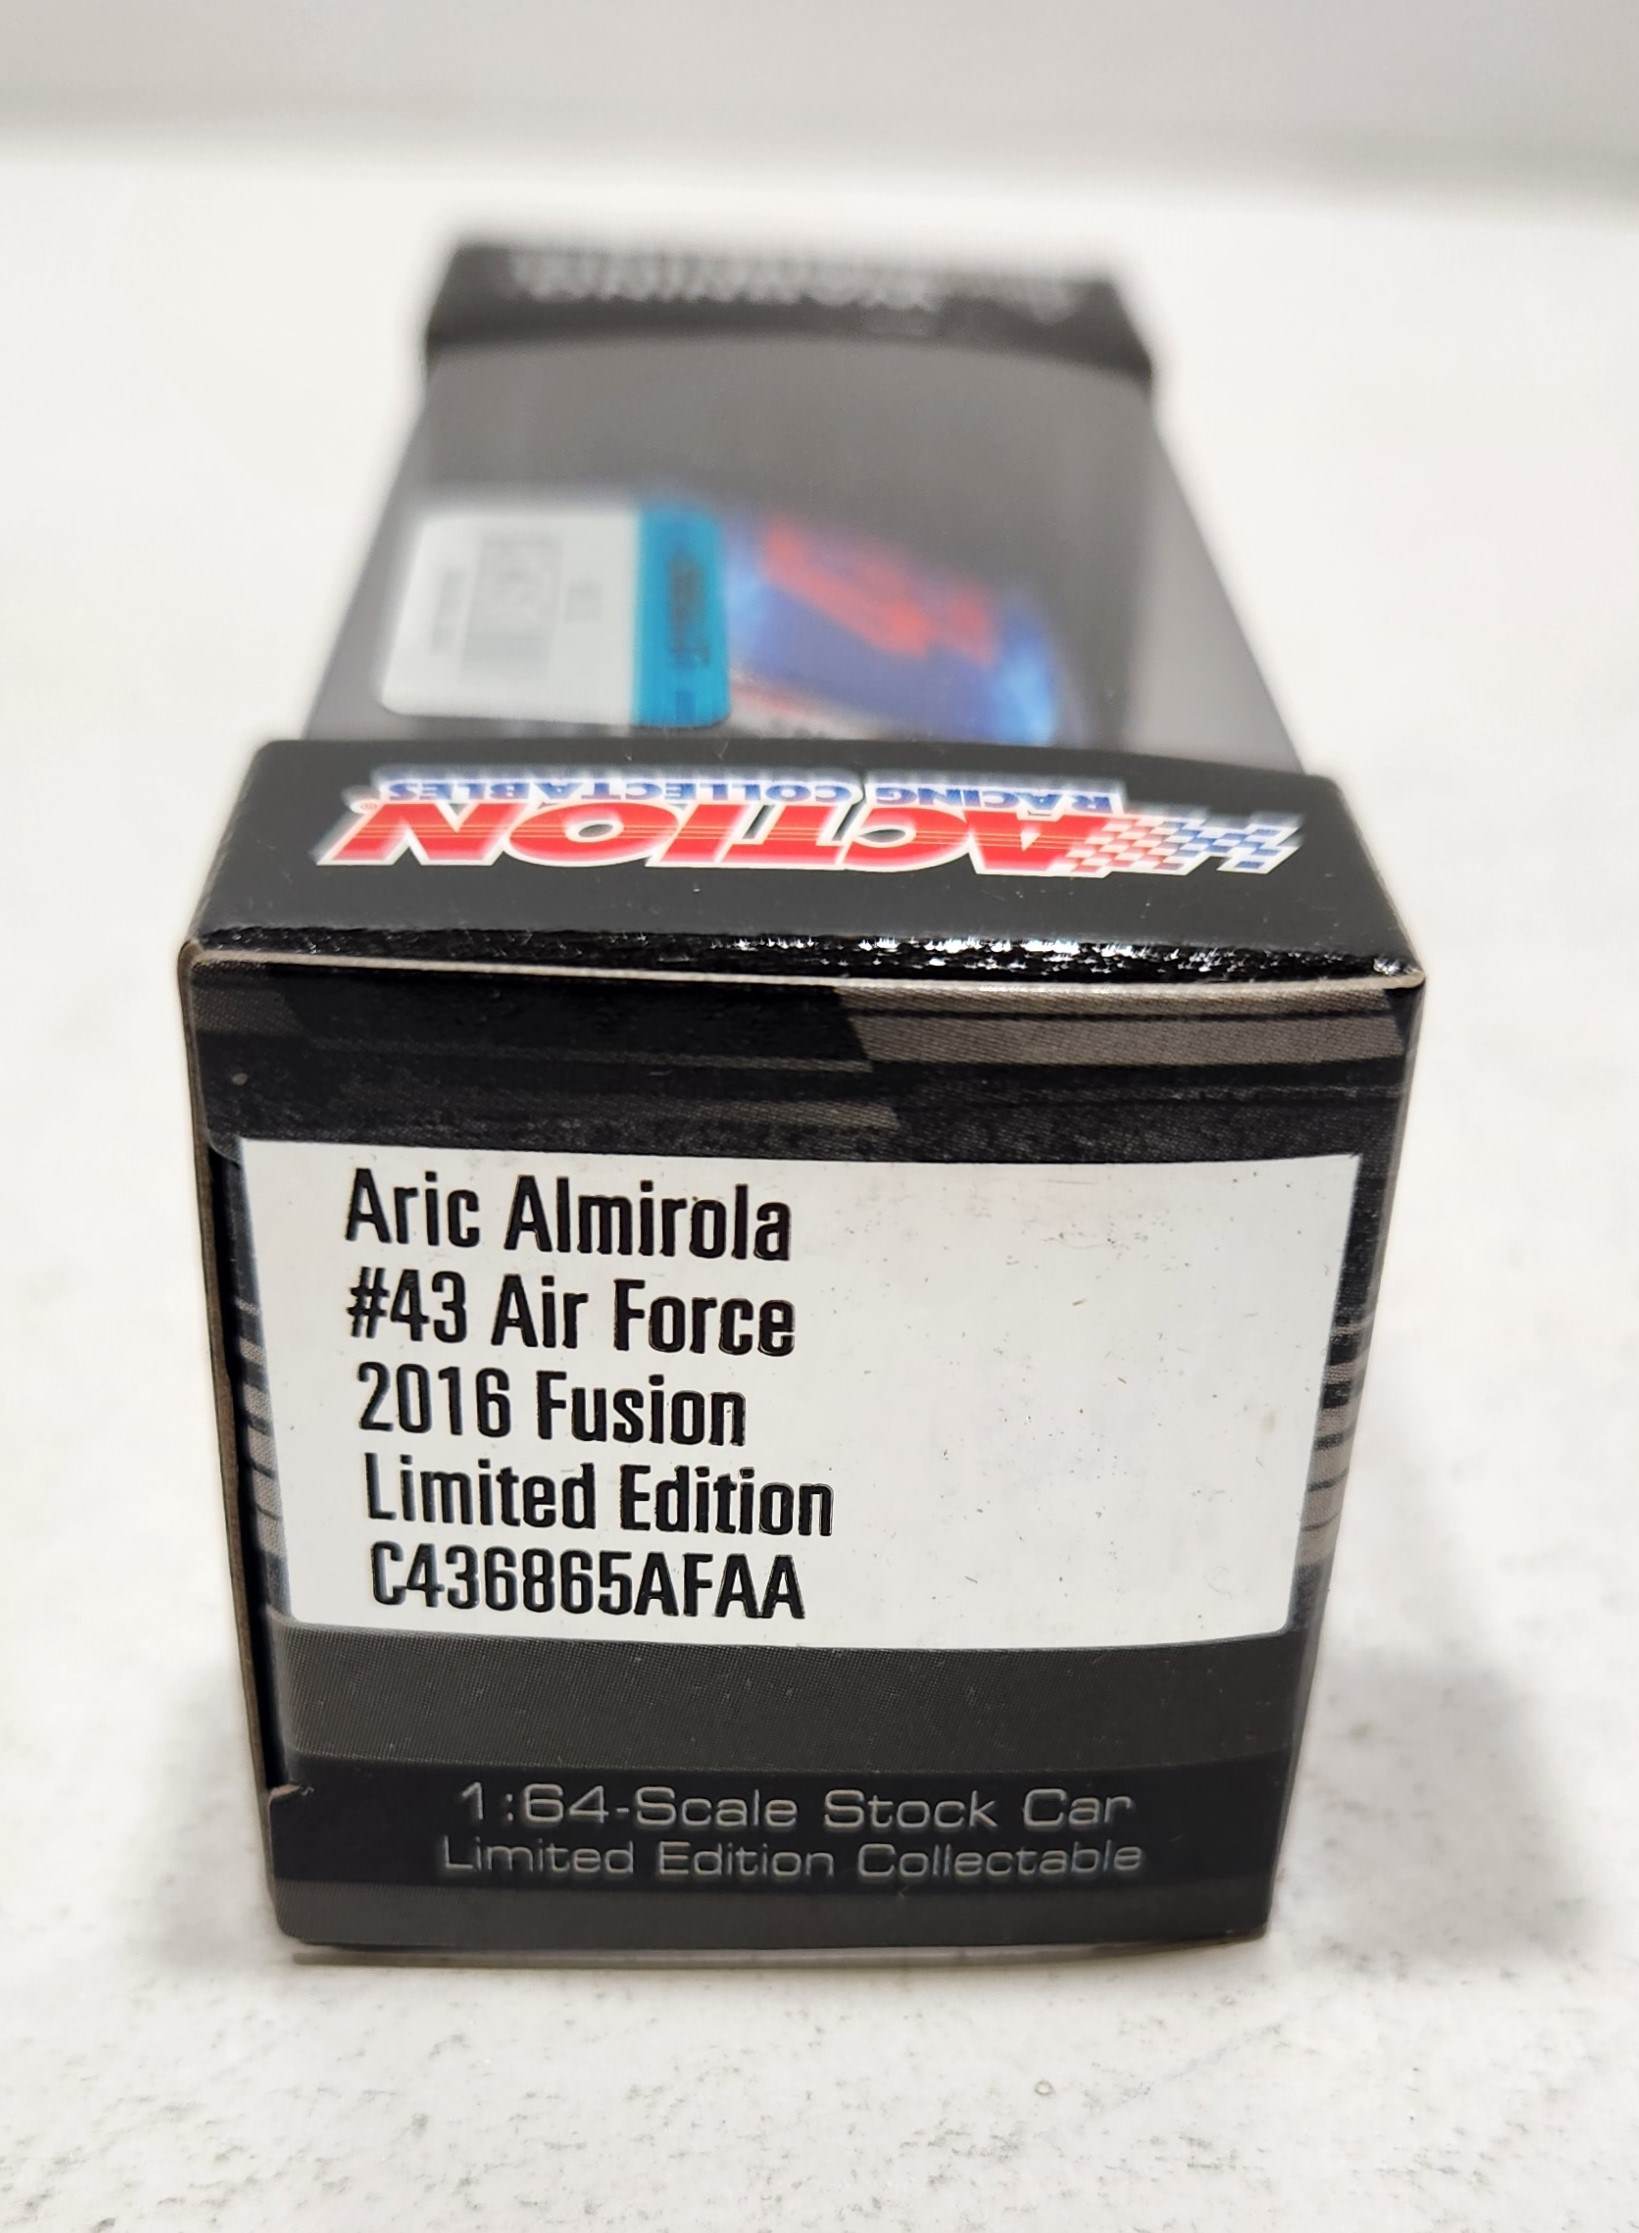 ACTION
RACING COLLECTABLES®
Aric Almirola
#43 Air Force
2016 Fusion
Limited Edition
C436865AFAA
1:64-Scale Stock Car
Limited Edition Collectable